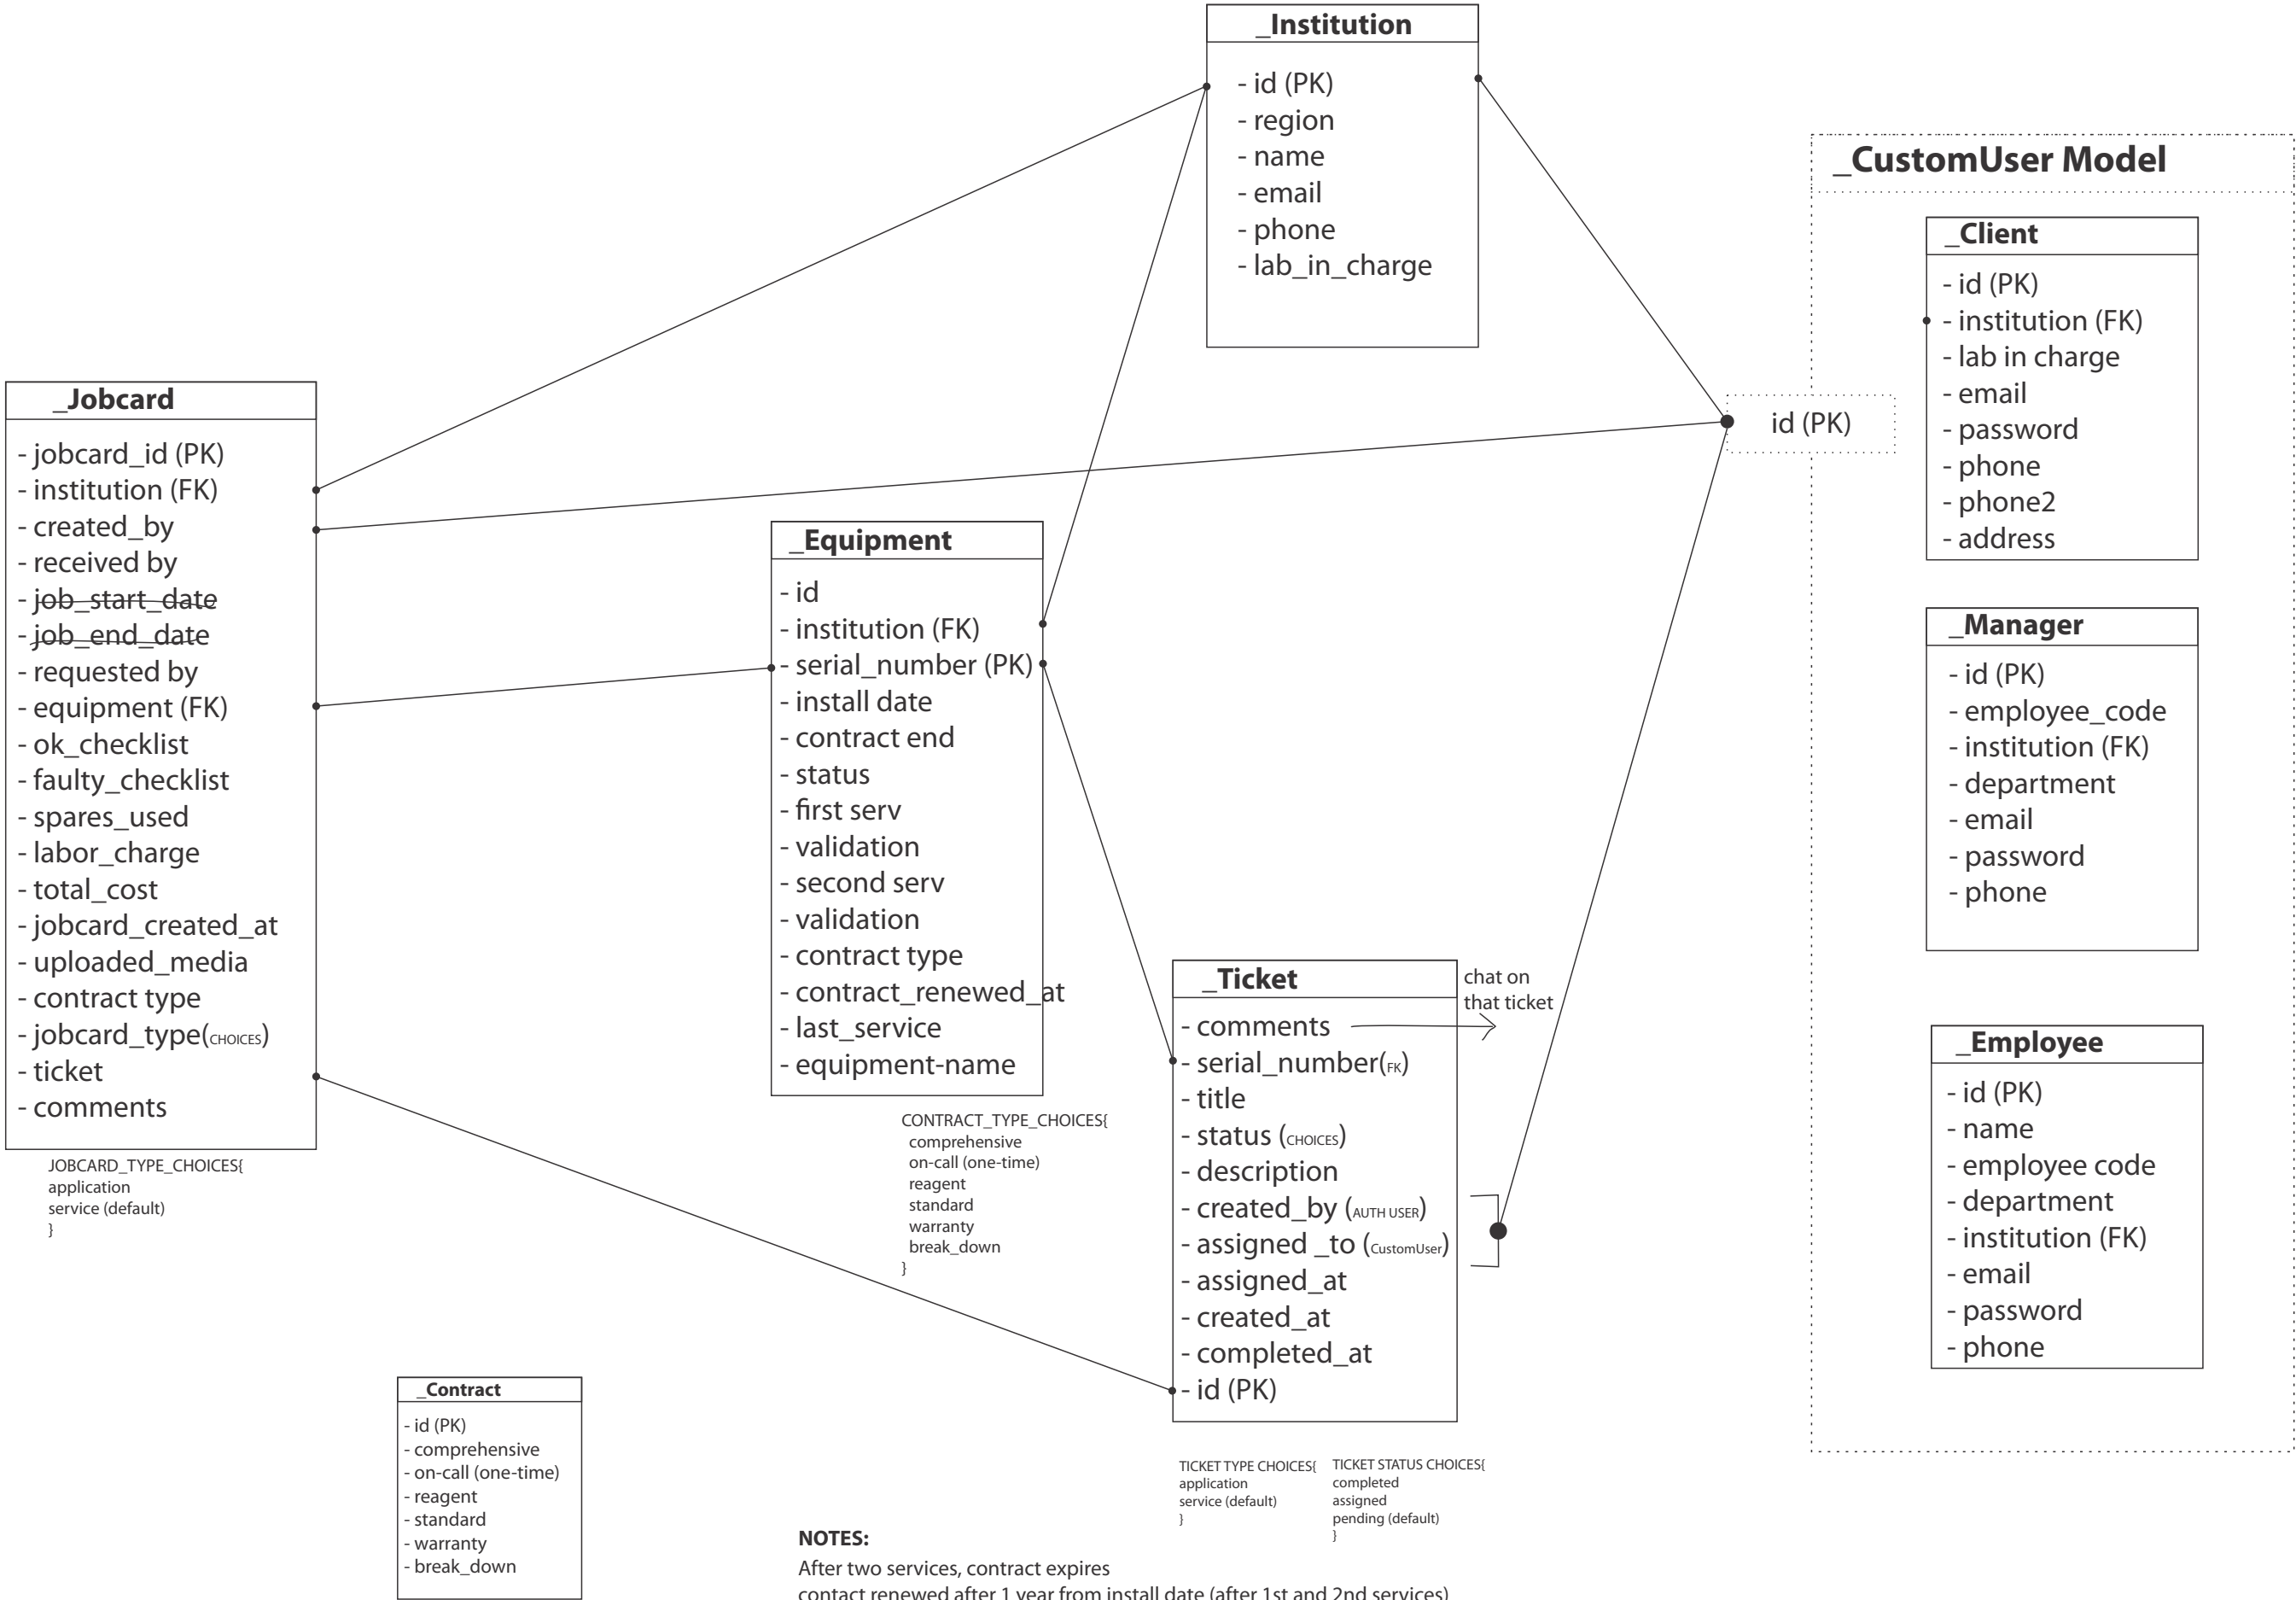 _Institution
- id (PK)
- region
- name
- email
- phone
- lab_in_charge
_CustomUser Model
_Client
- id (PK)
- institution (FK)
- lab in charge
- email
- password
- phone
- phone2
- address
id (PK)
_Manager
- id (PK)
- employee_code
- institution (FK)
- department
- email
- password
- phone
_Employee
- id (PK)
- name
- employee code
- department
- institution (FK)
- email
- password
- phone
_Jobcard
- jobcard_id (PK)
- institution (FK)
- created_by
- received by
- job_start_date
- job_end_date
- requested by
- equipment (FK)
- ok_checklist
- faulty_checklist
- spares_used
- labor_charge
- total_cost
- jobcard_created_at
- uploaded_media
- contract type
- jobcard_type(CHOICES)
- ticket
- comments
JOBCARD_TYPE_CHOICES{
application
service (default)
}
_Equipment
- id
- institution (FK)
- serial_number (PK)
- install date
- contract end
- status
- first serv
- validation
- second serv
- validation
- contract type
- contract_renewed_at
- last_service
- equipment-name
CONTRACT_TYPE_CHOICES{
comprehensive
on-call (one-time)
reagent
standard
warranty
break_down
}
_Ticket
- comments
- serial_number(FK)
- title
- status (CHOICES)
- description
- created_by (AUTH USER)
- assigned _to (CustomUser)
- assigned_at
- created_at
- completed_at
- id (PK)
chat on
that ticket
TICKET TYPE CHOICES{
application
service (default)
}
TICKET STATUS CHOICES{
completed
assigned
pending (default)
}
_Contract
- id (PK)
- comprehensive
- on-call (one-time)
- reagent
- standard
- warranty
- break_down
NOTES:
After two services, contract expires
contact renewed after 1 year from install date (after 1st and 2nd services)